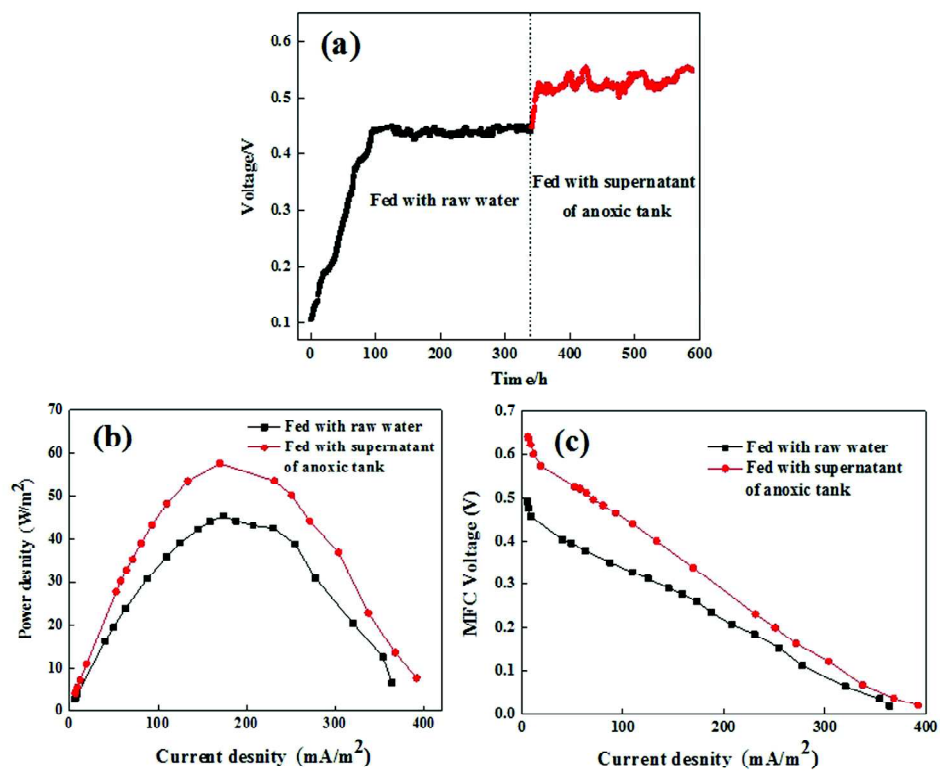 (a)
Voltage/V
0.6
0.5
0.4
0.3
0.2
0.1
Fed with raw water
Fed with supernatant
of anoxic tank
0 100 200 300 400 500 600
Time/h
(b)
Power desnity (W/m²)
70
60
50
40
30
20
10
0
Fed with raw water
Fed with supernatant
of anoxic tank
0 100 200 300 400
Current desnity (mA/m²)
(c)
MFC Voltage (V)
0.7
0.6
0.5
0.4
0.3
0.2
0.1
0.0
Fed with raw water
Fed with supernatant
of anoxic tank
0 100 200 300 400
Current desnity (mA/m²)